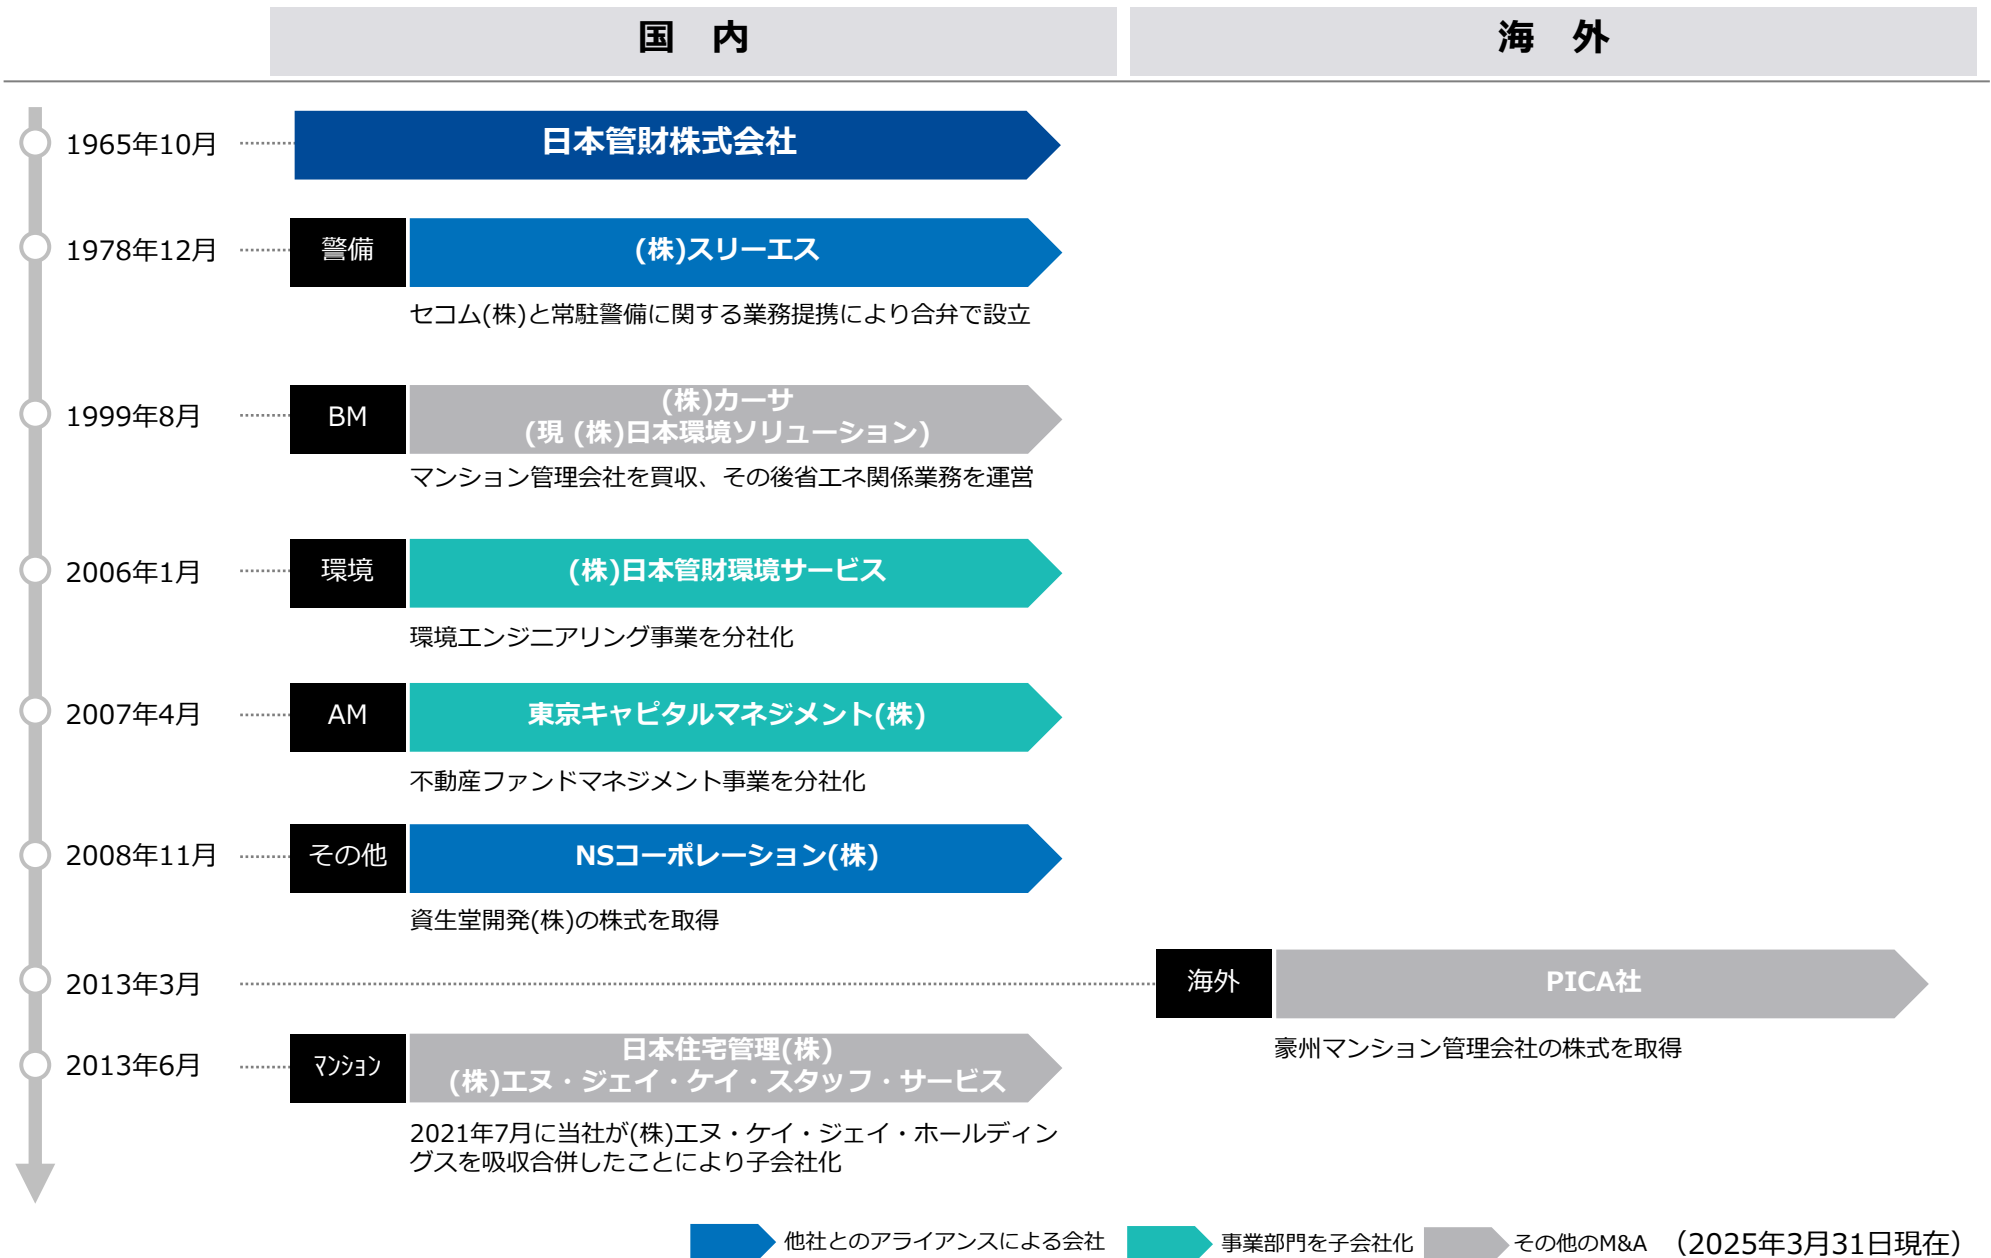 国 内
海 外
1965年10月
日本管財株式会社
1978年12月
警備
(株)スリーエス
セコム(株)と常駐警備に関する業務提携により合弁で設立
1999年8月
BM
(株)カーサ
(現 (株)日本環境ソリューション)
マンション管理会社を買収、その後省エネ関係業務を運営
2006年1月
環境
(株)日本管財環境サービス
環境エンジニアリング事業を分社化
2007年4月
AM
東京キャピタルマネジメント(株)
不動産ファンドマネジメント事業を分社化
2008年11月
その他
NSコーポレーション(株)
資生堂開発(株)の株式を取得
2013年3月
海外
PICA社
豪州マンション管理会社の株式を取得
2013年6月
ﾏﾝｼｮﾝ
日本住宅管理(株)
(株)エヌ・ジェイ・ケイ・スタッフ・サービス
2021年7月に当社が(株)エヌ・ケイ・ジェイ・ホールディン
グスを吸収合併したことにより子会社化
他社とのアライアンスによる会社
事業部門を子会社化
その他のM&A
（2025年3月31日現在）